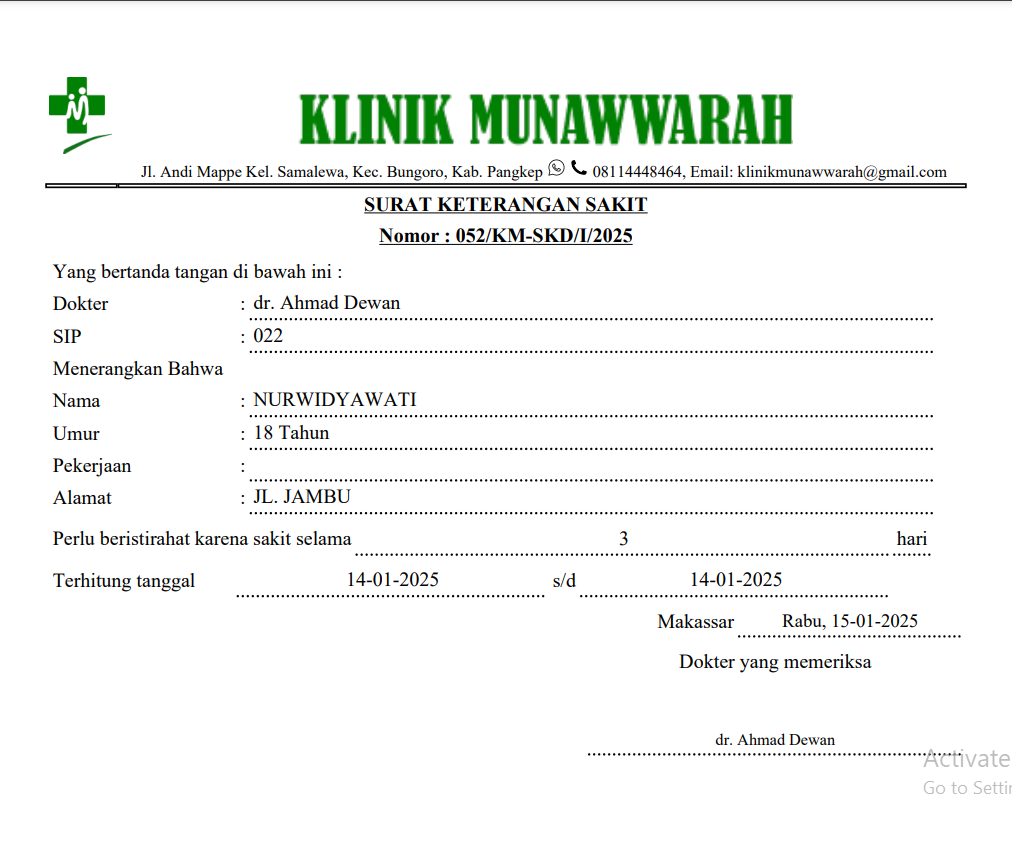 KLINIK MUNAWWARAH
Jl. Andi Mappe Kel. Samalewa, Kec. Bungoro, Kab. Pangkep 08114448464, Email: klinikmunawwarah@gmail.com
SURAT KETERANGAN SAKIT
Nomor : 052/KM-SKD/I/2025
Yang bertanda tangan di bawah ini :
Dokter : dr. Ahmad Dewan
SIP : 022
Menerangkan Bahwa
Nama : NURWIDYAWATI
Umur : 18 Tahun
Pekerjaan :
Alamat : JL. JAMBU
Perlu beristirahat karena sakit selama 3 hari
Terhitung tanggal 14-01-2025 s/d 14-01-2025
Makassar Rabu, 15-01-2025
Dokter yang memeriksa
dr. Ahmad Dewan
Activate
Go to Setti